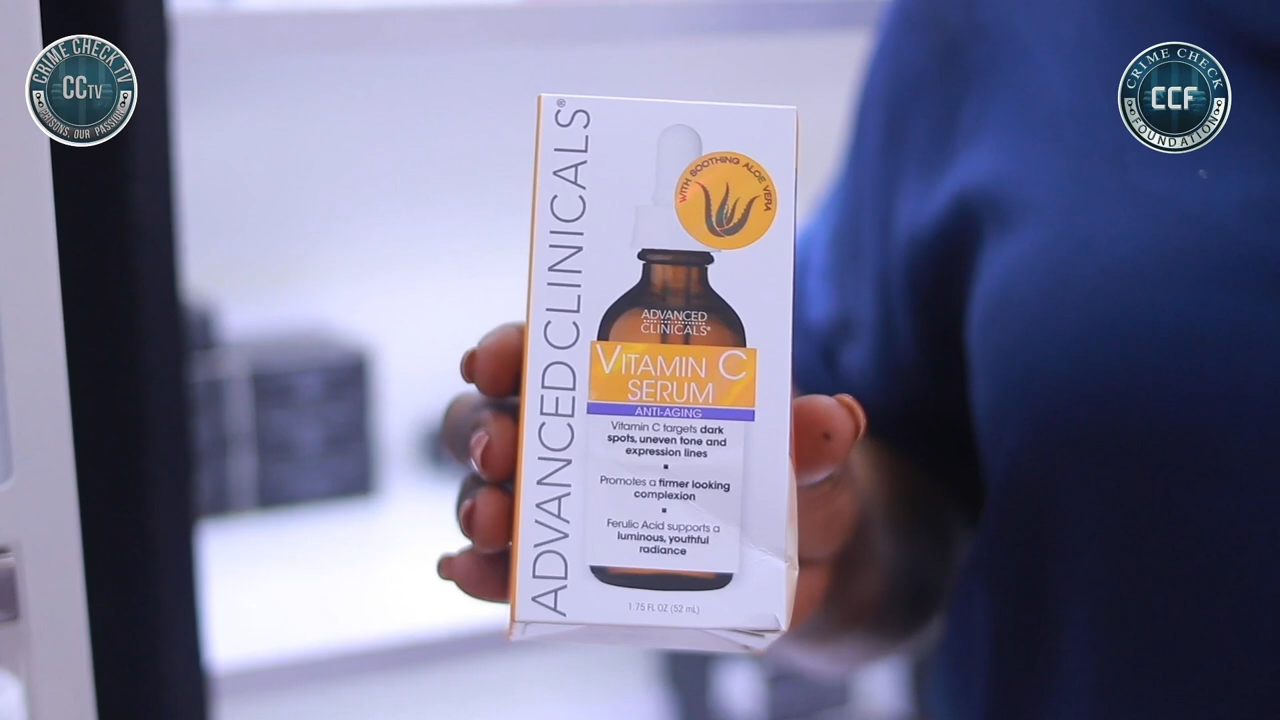 CRIME CHECK TV
CCTV
PRISONS, OUR PASSION
CRIME CHECK
CCF
FOUNDATION
ADVANCED CLINICALS®
WITH SOOTHING ALOE VERA
ADVANCED
CLINICALS®
VITAMIN C
SERUM
ANTI-AGING
Vitamin C targets dark
spots, uneven tone and
expression lines
Promotes a firmer looking
complexion
Ferulic Acid supports a
luminous, youthful
radiance
1.75 FL OZ (52 mL)